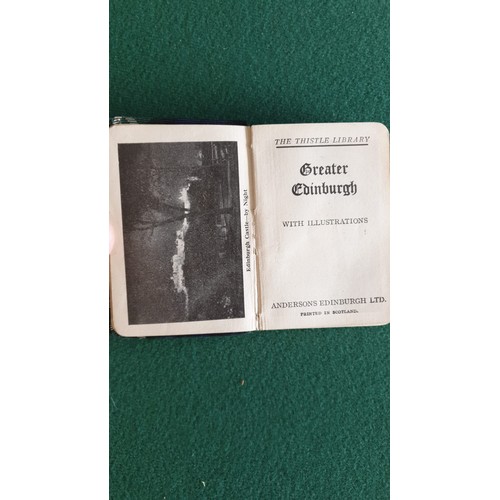 Edinburgh Castle—by Night
THE THISTLE LIBRARY
Greater
Edinburgh
WITH ILLUSTRATIONS
ANDERSONS EDINBURGH LTD.
PRINTED IN SCOTLAND.